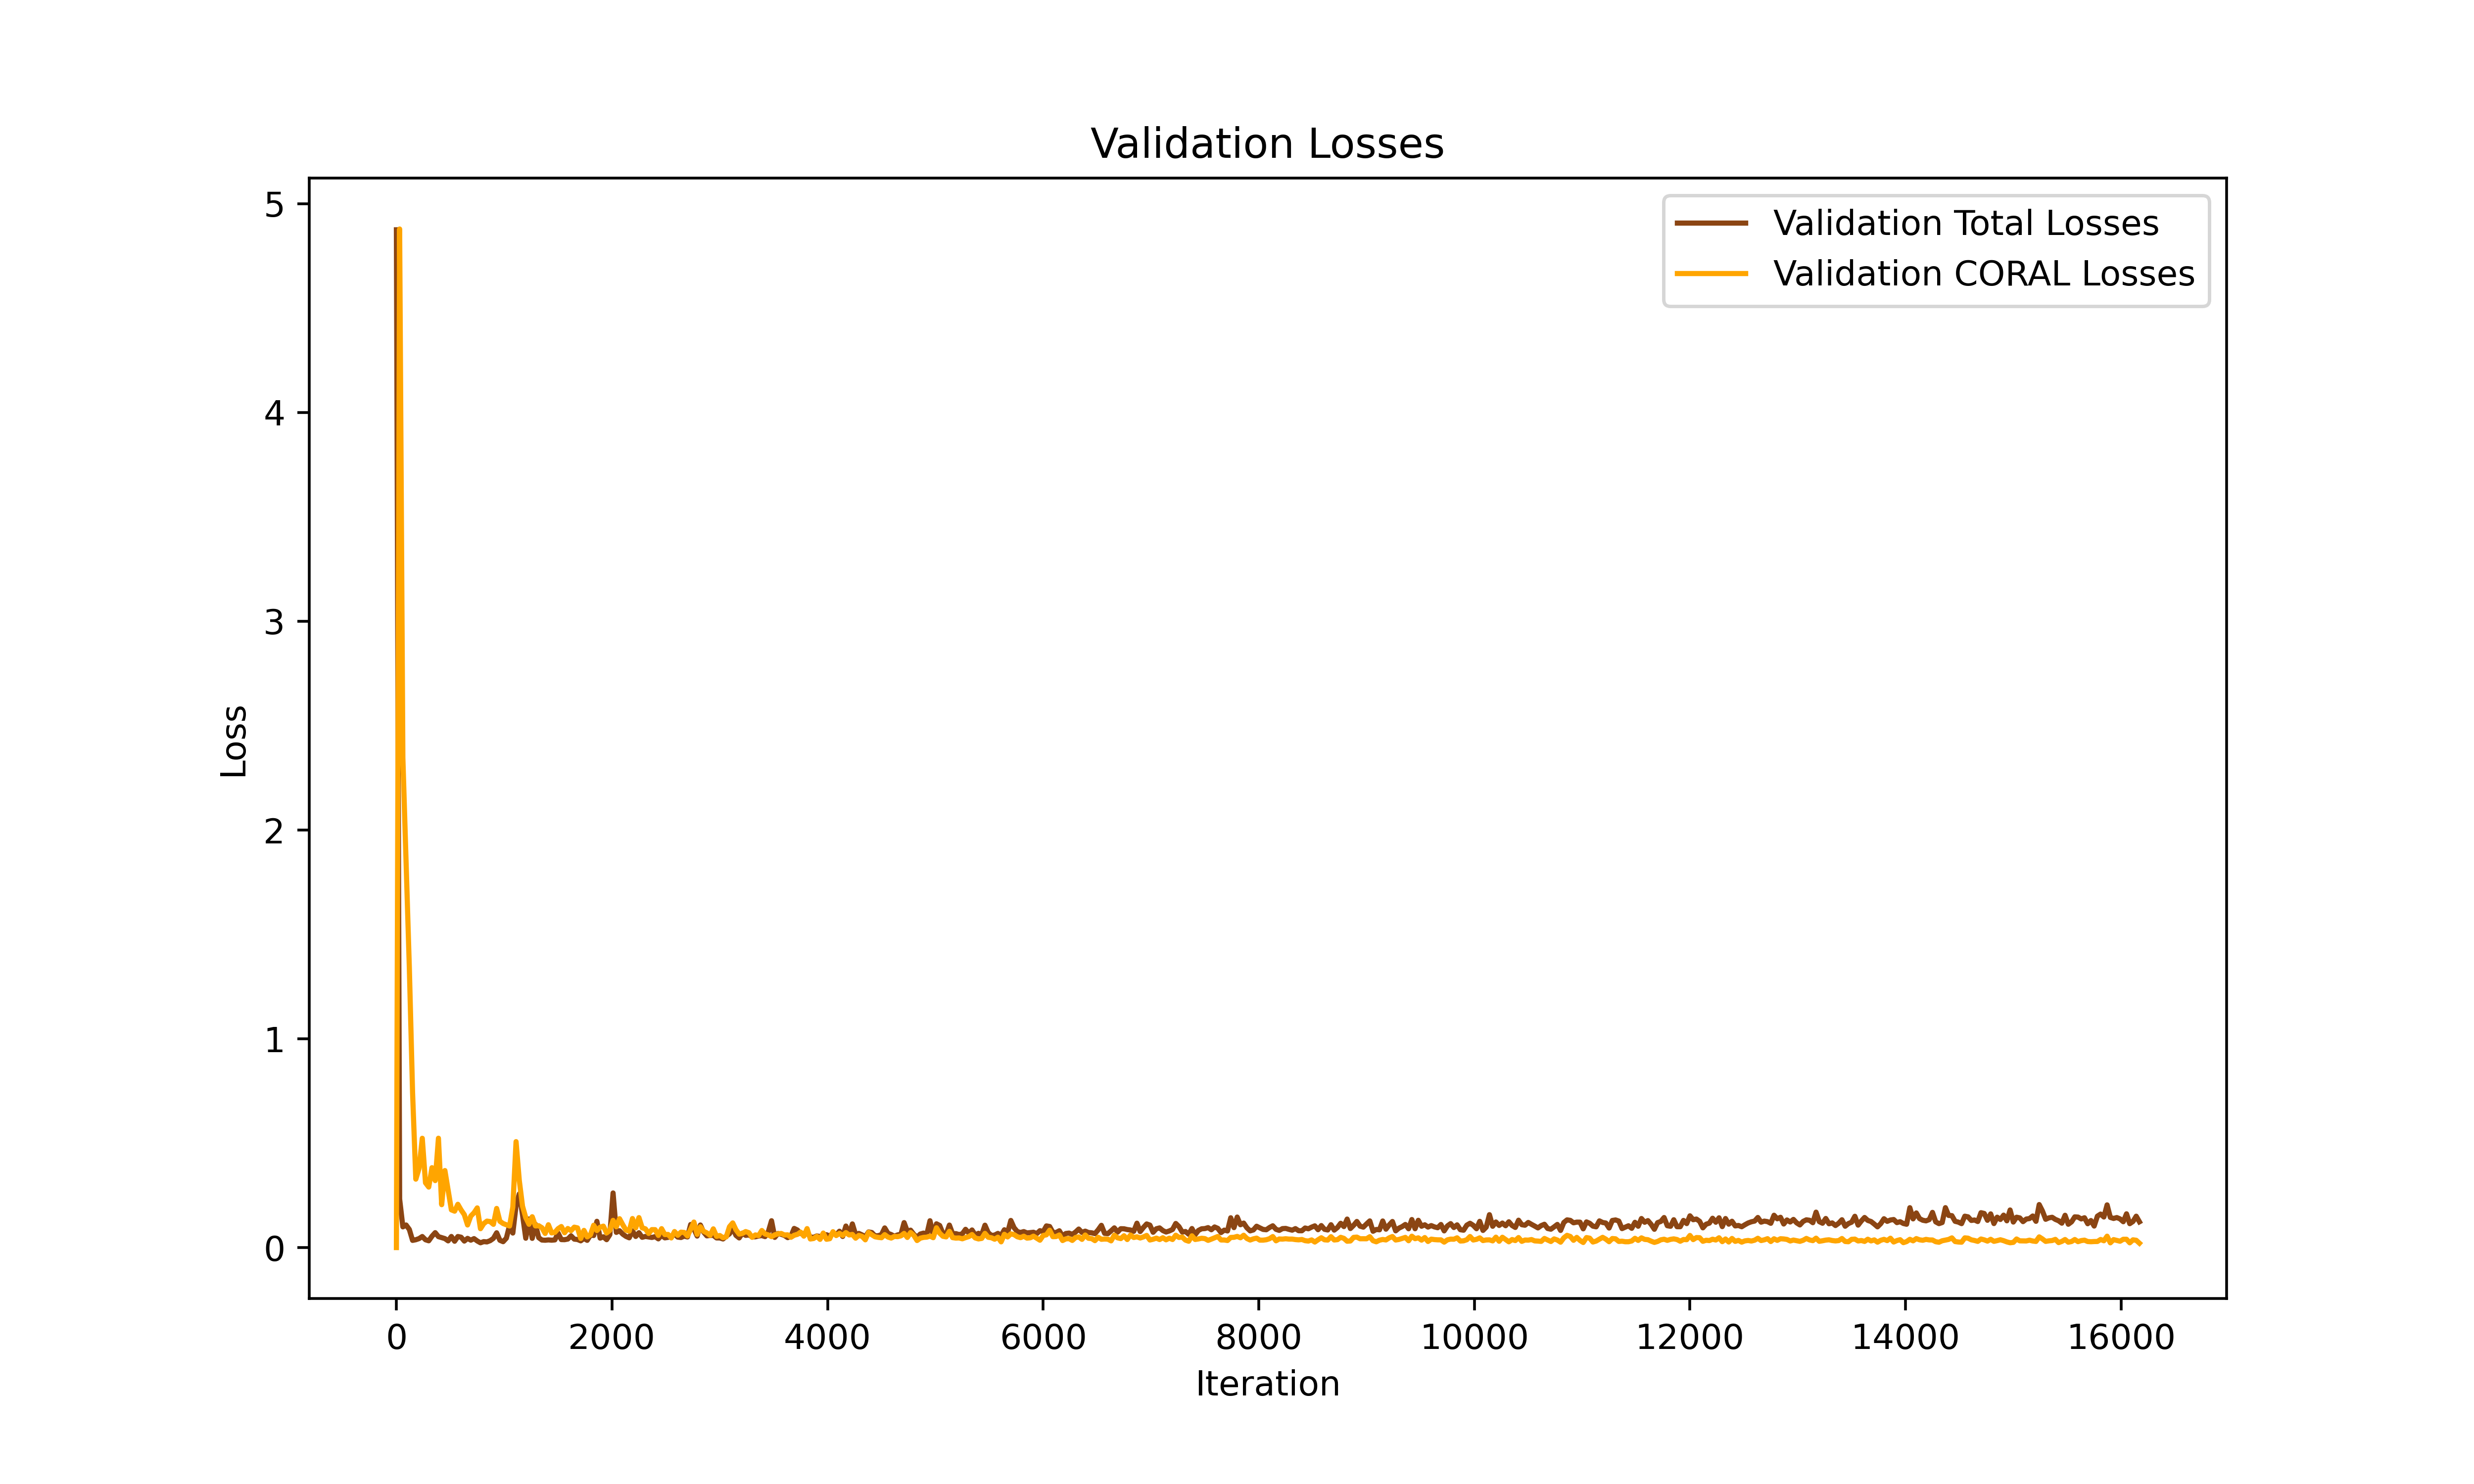 Validation Losses
Validation Total Losses
Validation CORAL Losses
5
4
3
2
1
0
Loss
0 2000 4000 6000 8000 10000 12000 14000 16000
Iteration